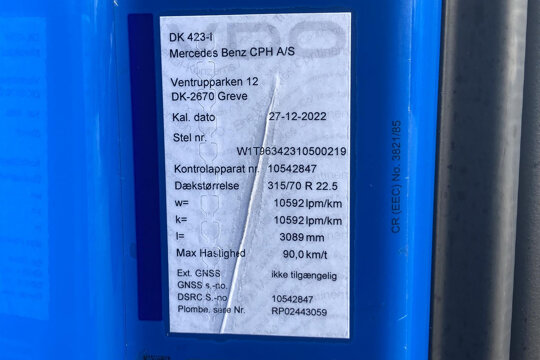 DK 423-I
Mercedes Benz CPH A/S
Ventrupparken 12
DK-2670 Greve
Kal. dato 27-12-2022
Stel nr.
W1T96342310500219
Kontrolapparat nr. 10542847
Dækstørrelse 315/70 R 22.5
w= 10592 Ipm/km
k= 10592 Ipm/km
l= 3089 mm
Max Hastighed 90,0 km/t
Ext. GNSS ikke tilgængelig
GNSS s.-no.
DSRC S.-no 10542847
Plombe. serie Nr. RP02443059
CR (EEC) No. 3821/85